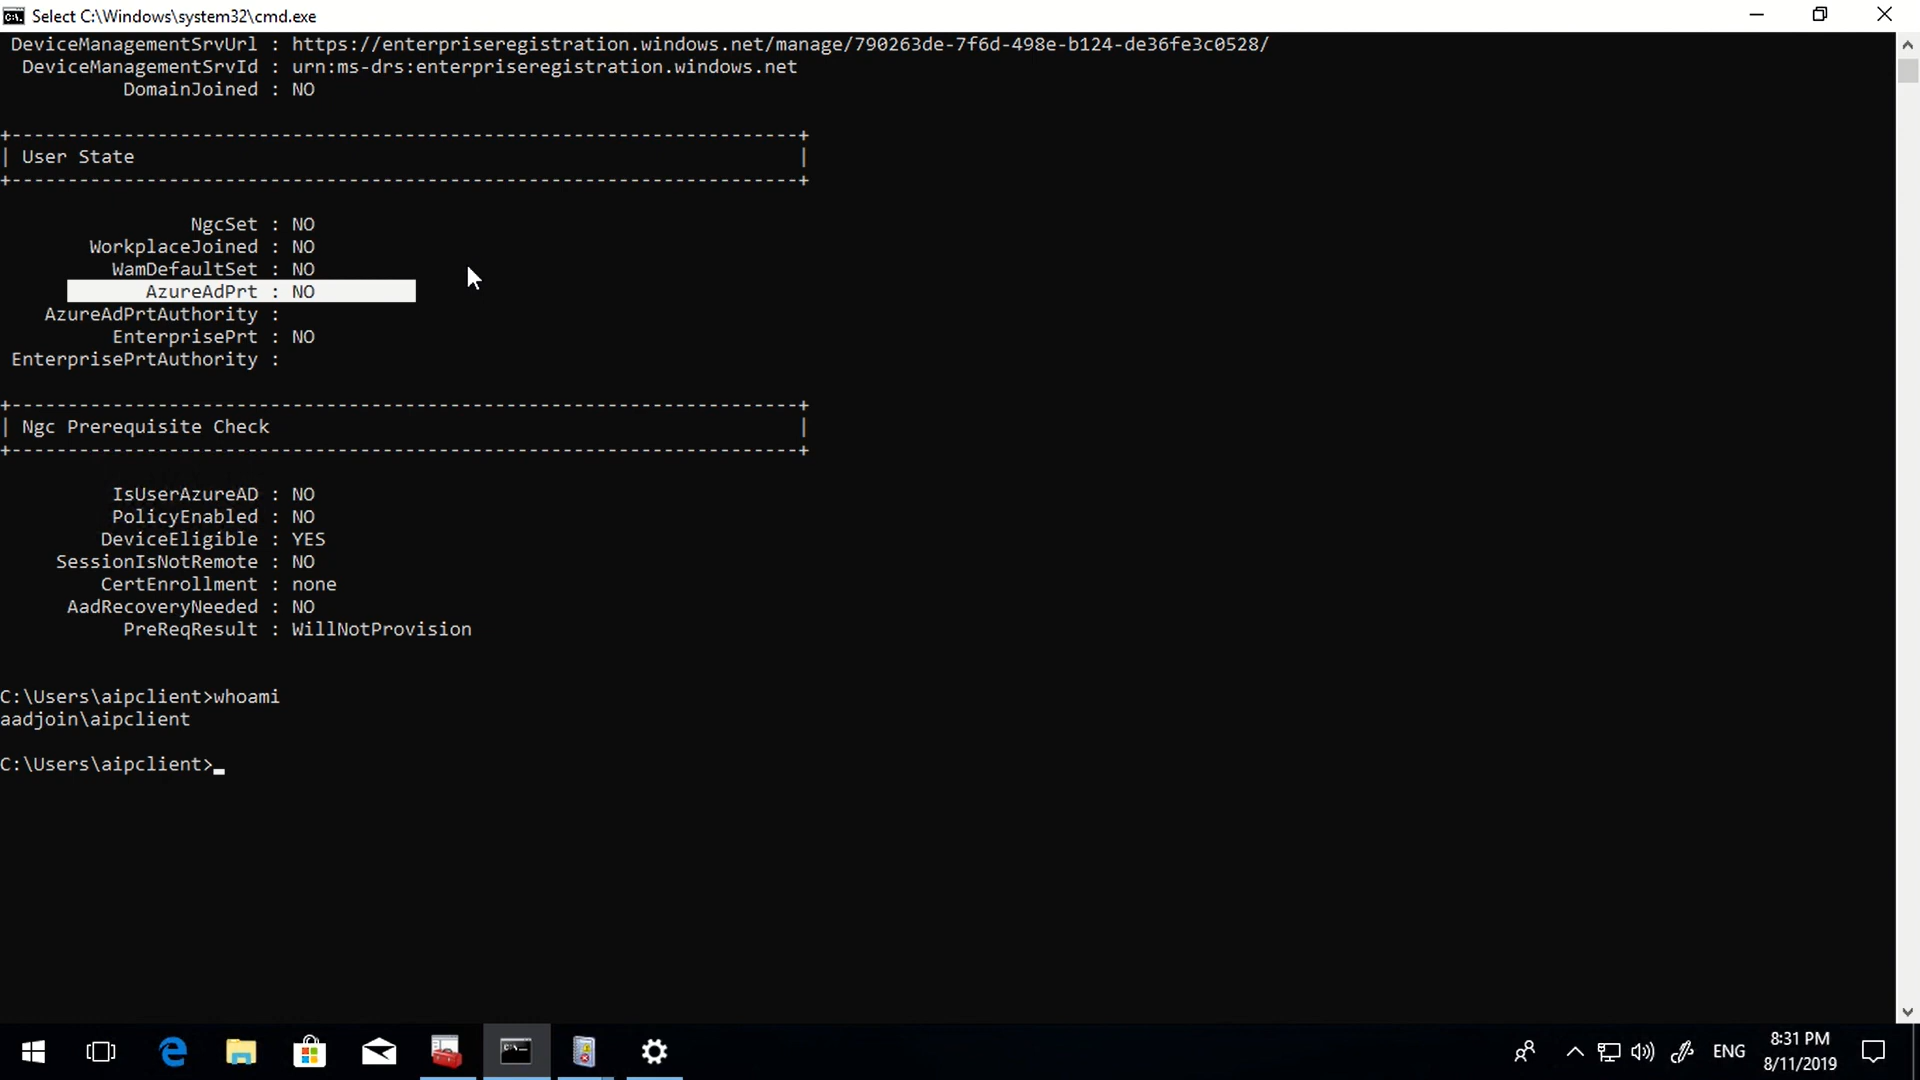 Select C:\Windows\system32\cmd.exe
DeviceManagementSrvUrl : https://enterpriseregistration.windows.net/manage/790263de-7f6d-498e-b124-de36fe3c0528/
DeviceManagementSrvId : urn:ms-drs:enterpriseregistration.windows.net
DomainJoined : NO
+----------------------------------------------------------------------+
| User State |
+----------------------------------------------------------------------+
NgcSet : NO
WorkplaceJoined : NO
WamDefaultSet : NO
AzureAdPrt : NO
AzureAdPrtAuthority :
EnterprisePrt : NO
EnterprisePrtAuthority :
+----------------------------------------------------------------------+
| Ngc Prerequisite Check |
+----------------------------------------------------------------------+
IsUserAzureAD : NO
PolicyEnabled : NO
DeviceEligible : YES
SessionIsNotRemote : NO
CertEnrollment : none
AadRecoveryNeeded : NO
PreReqResult : WillNotProvision
C:\Users\aipclient>whoami
aadjoin\aipclient
C:\Users\aipclient>
ENG
8:31 PM
8/11/2019